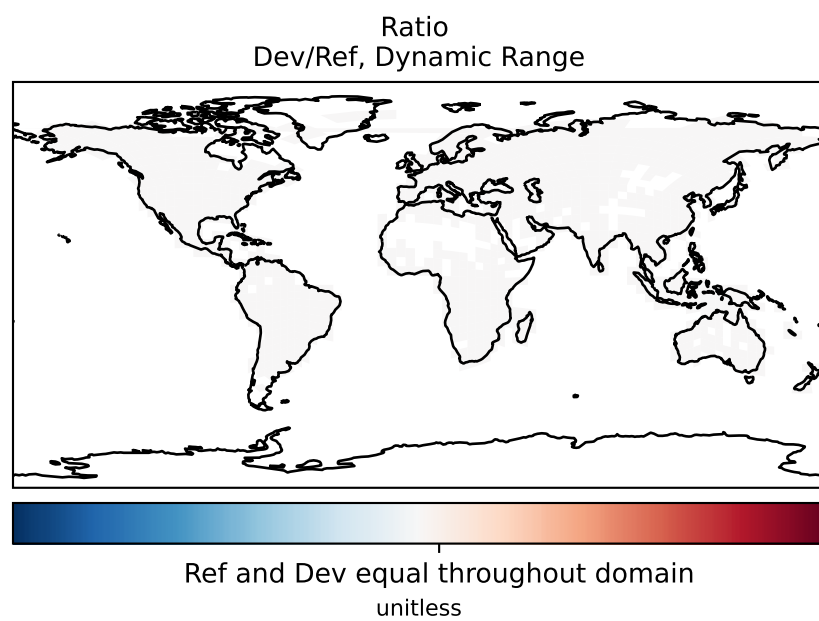 Ratio
Dev/Ref, Dynamic Range
Ref and Dev equal throughout domain
unitless